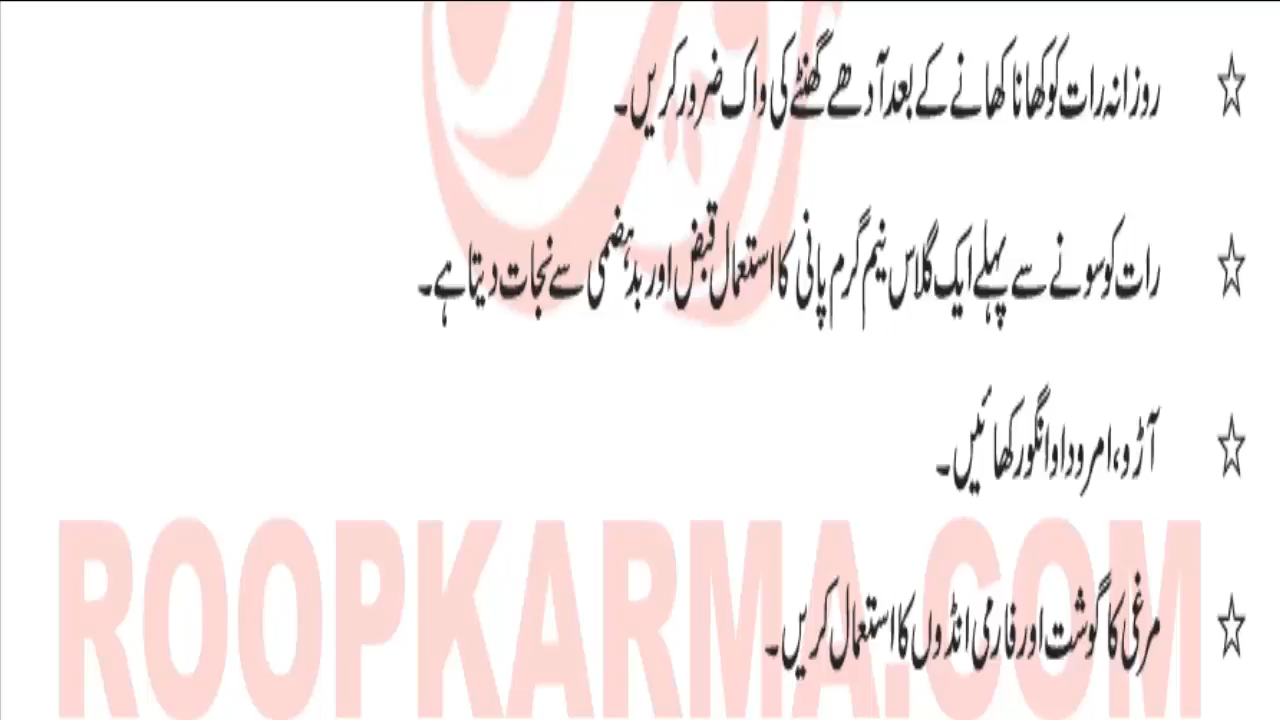 ☆ روزانہ رات کو کھانا کھانے کے بعد آدھے گھنٹے کی واک ضرور کریں۔
☆ رات کو سونے سے پہلے ایک گلاس نیم گرم پانی کا استعمال قبض اور بدہضمی سے نجات دیتا ہے۔
☆ آڑو، امرود اوانگور کھائیں۔
☆ مرغی کا گوشت اور فارمی انڈوں کا استعمال کریں۔
ROOPKARMA.COM